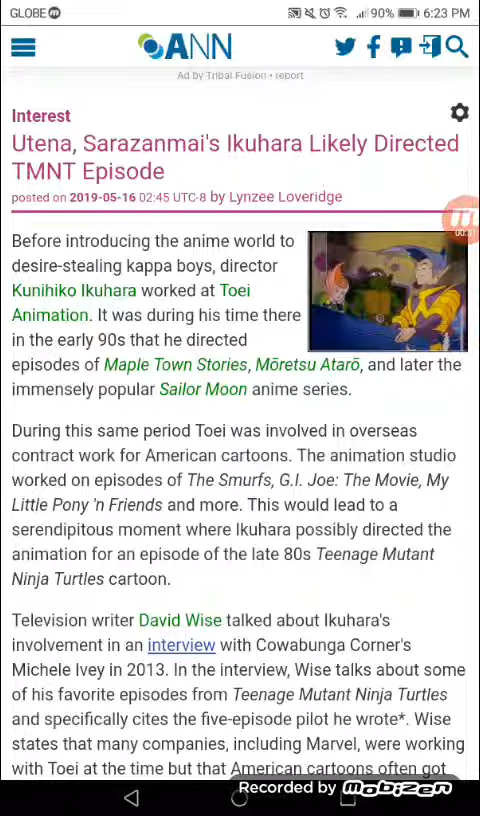 GLOBE 90% 6:23 PM
ANN
Ad by Tribal Fusion • report
Interest
Utena, Sarazanmai's Ikuhara Likely Directed
TMNT Episode
posted on 2019-05-16 02:45 UTC-8 by Lynzee Loveridge
Before introducing the anime world to
desire-stealing kappa boys, director
Kunihiko Ikuhara worked at Toei
Animation. It was during his time there
in the early 90s that he directed
episodes of Maple Town Stories, Mōretsu Atarō, and later the
immensely popular Sailor Moon anime series.
During this same period Toei was involved in overseas
contract work for American cartoons. The animation studio
worked on episodes of The Smurfs, G.I. Joe: The Movie, My
Little Pony 'n Friends and more. This would lead to a
serendipitous moment where Ikuhara possibly directed the
animation for an episode of the late 80s Teenage Mutant
Ninja Turtles cartoon.
Television writer David Wise talked about Ikuhara's
involvement in an interview with Cowabunga Corner's
Michele Ivey in 2013. In the interview, Wise talks about some
of his favorite episodes from Teenage Mutant Ninja Turtles
and specifically cites the five-episode pilot he wrote*. Wise
states that many companies, including Marvel, were working
with Toei at the time but that American cartoons often got
Recorded by mobizen